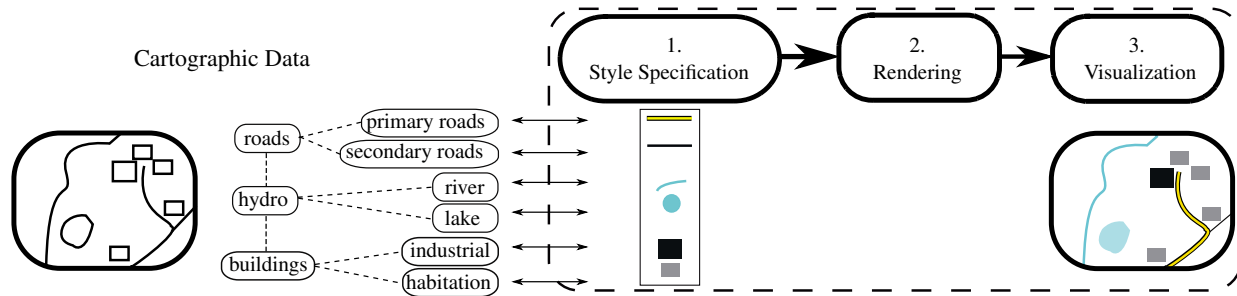 Cartographic Data
1.
Style Specification
2.
Rendering
3.
Visualization
roads
primary roads
secondary roads
hydro
river
lake
buildings
industrial
habitation